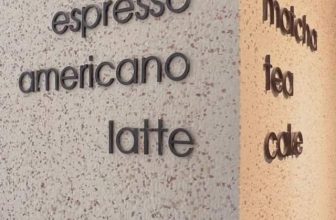 espresso
americano
latte
matcha
tea
cake